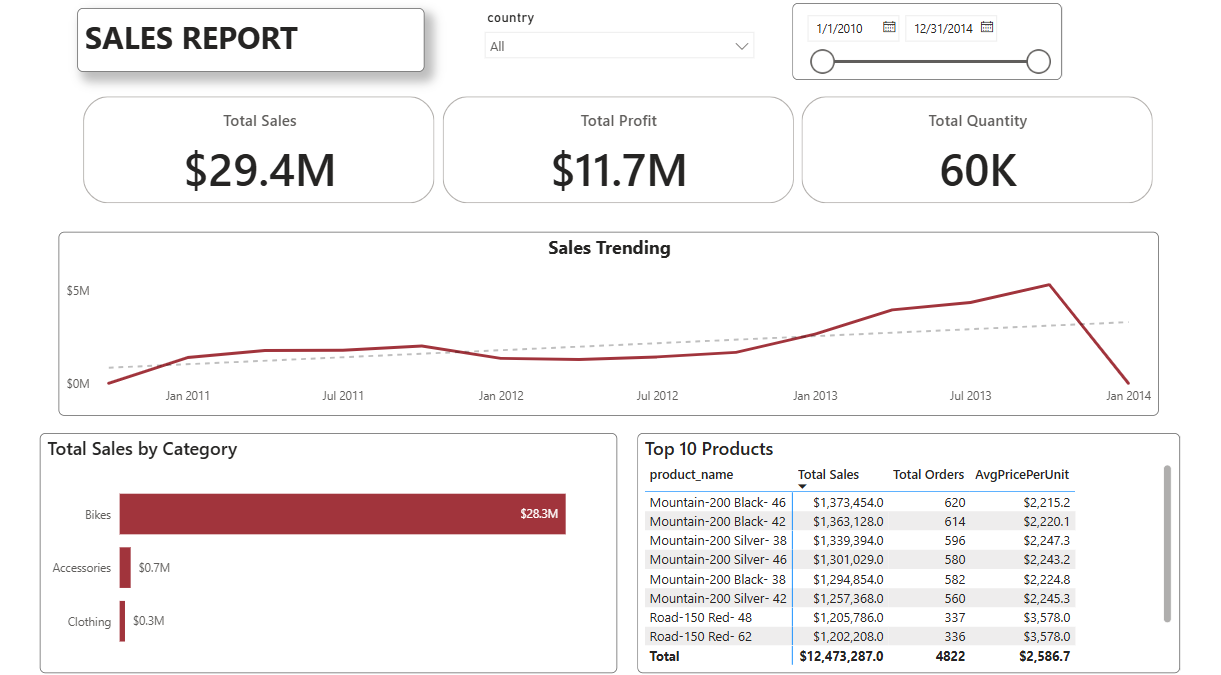 SALES REPORT
country
All
1/1/2010 12/31/2014
Total Sales
$29.4M
Total Profit
$11.7M
Total Quantity
60K
Sales Trending
$5M
$0M
Jan 2011 Jul 2011 Jan 2012 Jul 2012 Jan 2013 Jul 2013 Jan 2014
Total Sales by Category
Bikes $28.3M
Accessories $0.7M
Clothing $0.3M
Top 10 Products
product_name Total Sales Total Orders AvgPricePerUnit
Mountain-200 Black- 46 $1,373,454.0 620 $2,215.2
Mountain-200 Black- 42 $1,363,128.0 614 $2,220.1
Mountain-200 Silver- 38 $1,339,394.0 596 $2,247.3
Mountain-200 Silver- 46 $1,301,029.0 580 $2,243.2
Mountain-200 Black- 38 $1,294,854.0 582 $2,224.8
Mountain-200 Silver- 42 $1,257,368.0 560 $2,245.3
Road-150 Red- 48 $1,205,786.0 337 $3,578.0
Road-150 Red- 62 $1,202,208.0 336 $3,578.0
Total $12,473,287.0 4822 $2,586.7